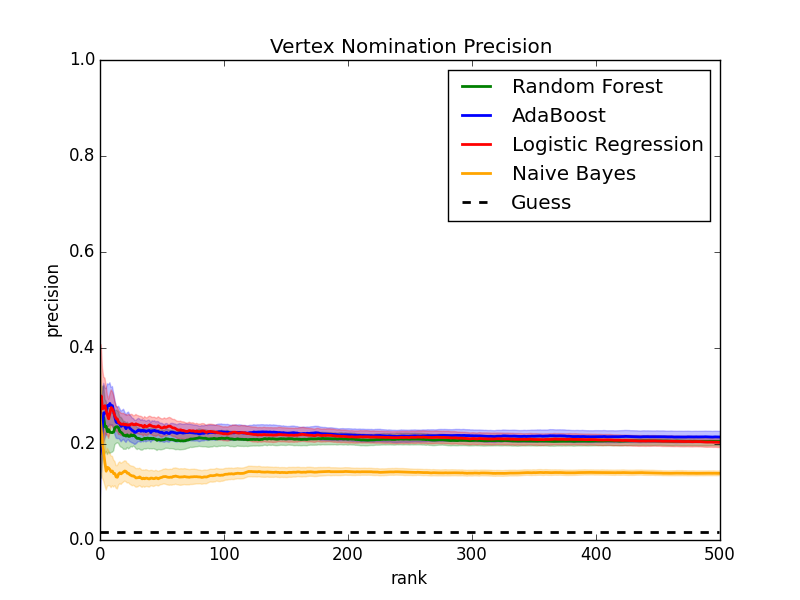 Vertex Nomination Precision
1.0
0.8
0.6
0.4
0.2
0.0
precision
Random Forest
AdaBoost
Logistic Regression
Naive Bayes
Guess
0 100 200 300 400 500
rank